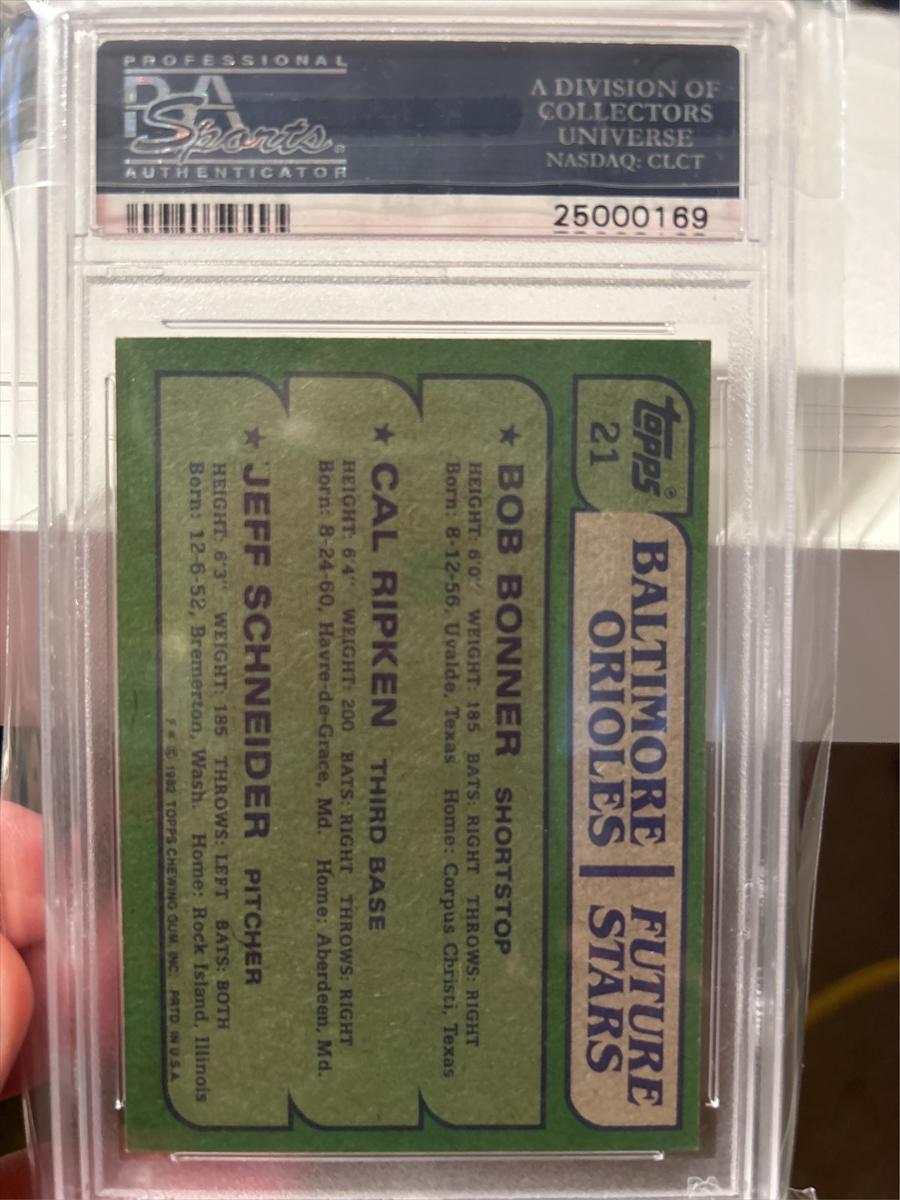 PROFESSIONAL
PSA
Sports
AUTHENTICATOR
A DIVISION OF
COLLECTORS
UNIVERSE
NASDAQ: CLCT
25000169
topps®
21
BALTIMORE
ORIOLES
FUTURE
STARS
★ BOB BONNER SHORTSTOP
HEIGHT: 6'0" WEIGHT: 185 BATS: RIGHT THROWS: RIGHT
Born: 8-12-56, Uvalde, Texas Home: Corpus Christi, Texas
★ CAL RIPKEN THIRD BASE
HEIGHT: 6'4" WEIGHT: 200 BATS: RIGHT THROWS: RIGHT
Born: 8-24-60, Havre-de-Grace, Md. Home: Aberdeen, Md.
★ JEFF SCHNEIDER PITCHER
HEIGHT: 6'3" WEIGHT: 185 THROWS: LEFT BATS: BOTH
Born: 12-6-52, Bremerton, Wash. Home: Rock Island, Illinois
F* © 1982 TOPPS CHEWING GUM, INC. PRTD. IN U.S.A.